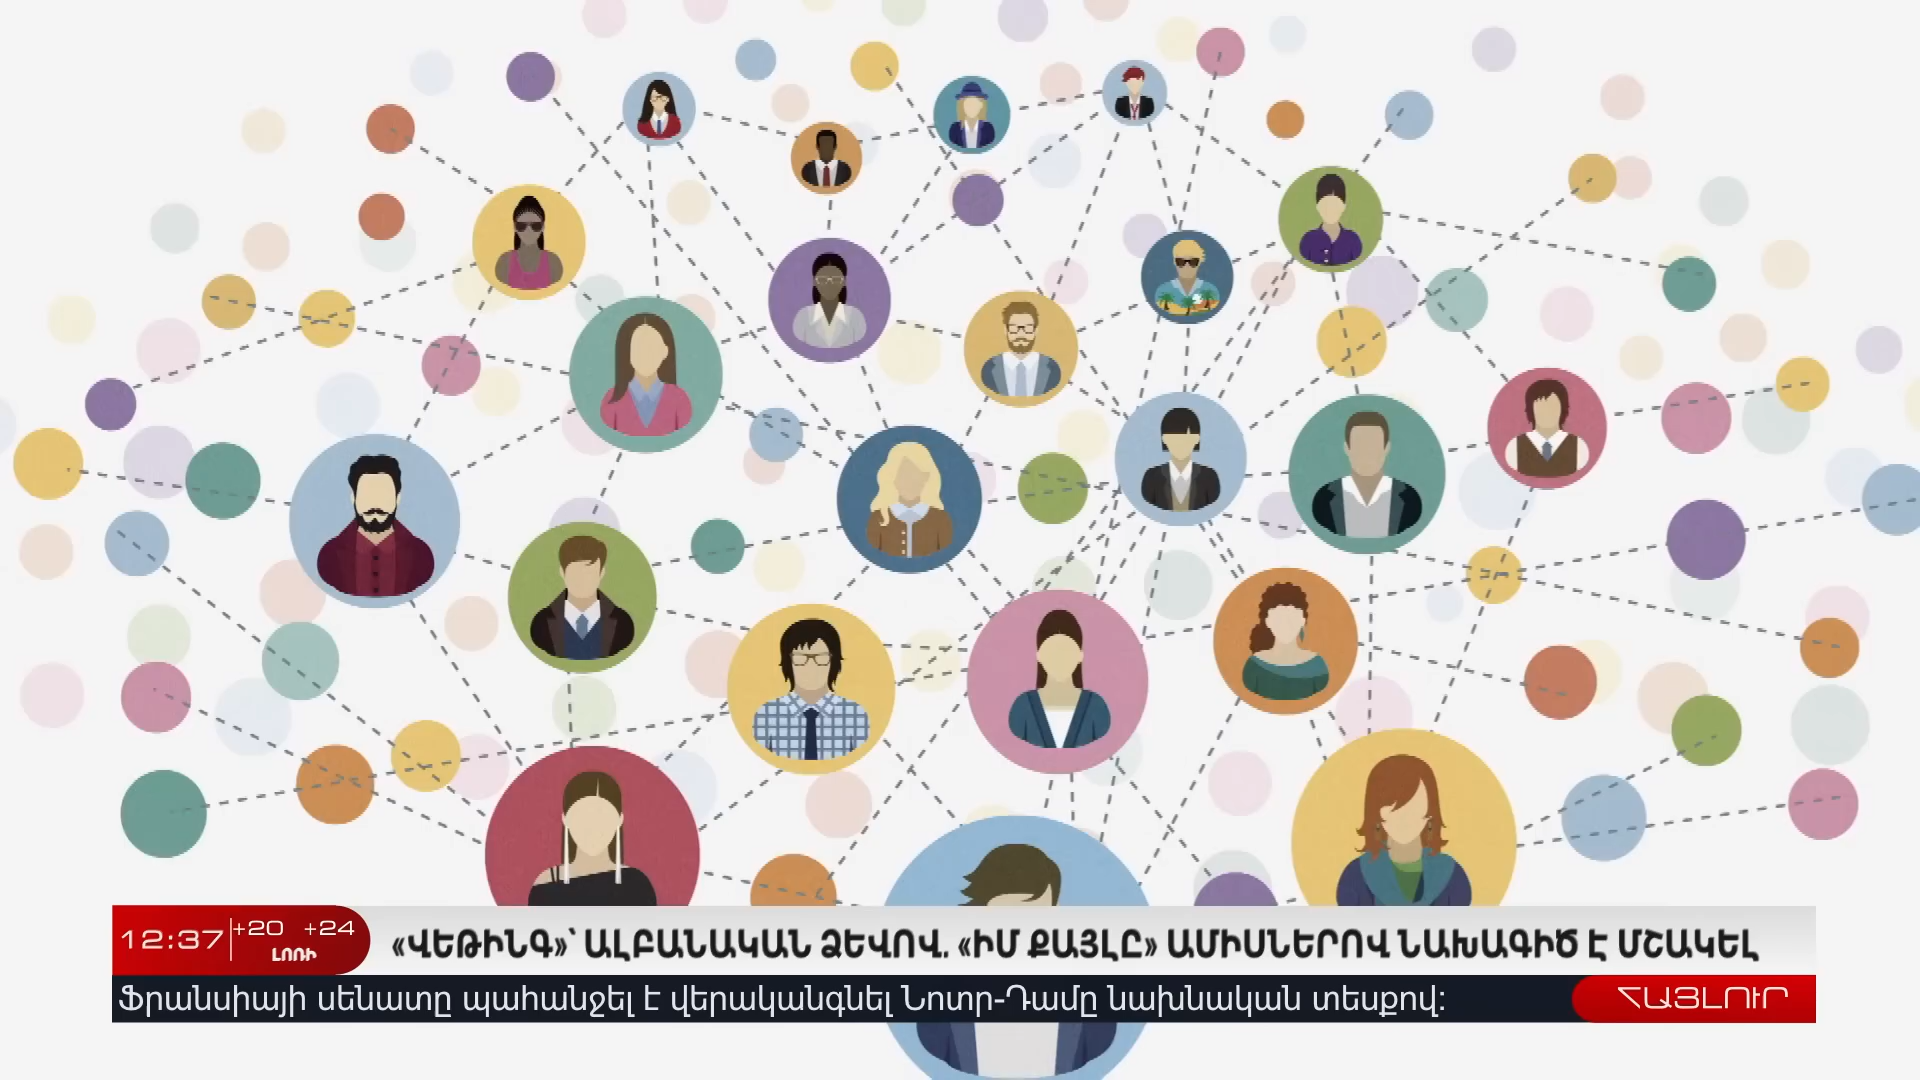 12:37
+20 +24
ԼՈՌԻ
«ՎԵԹԻՆԳ»՝ ԱԼԲԱՆԱԿԱՆ ՁԵՎՈՎ. «ԻՄ ՔԱՅԼԸ» ԱՄԻՍՆԵՐՈՎ ՆԱԽԱԳԻԾ Է ՄՇԱԿԵԼ
Ֆրանսիայի սենատը պահանջել է վերականգնել Նոտր-Դամը նախնական տեսքով:
ՀԱՅԼՈՒՐ